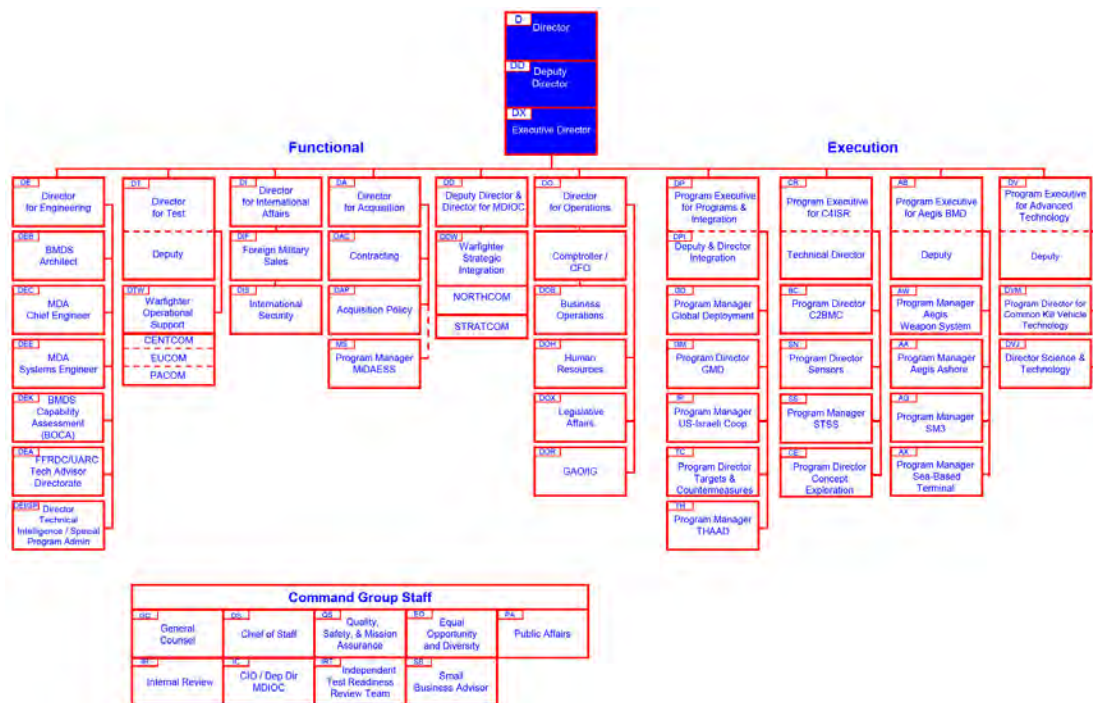 D
Director
DD
Deputy
Director
DX
Executive Director
Functional
Execution
DE
Director
for Engineering
DEB
BMDS
Architect
DEC
MDA
Chief Engineer
DEE
MDA
Systems Engineer
DEK
BMDS
Capability
Assessment
(BOCA)
DEA
FFRDC/UARC
Tech Advisor
Directorate
Director
Technical
Intelligence / Special
Program Admin
DT
Director
for Test
Deputy
DTW
Warfighter
Operational
Support
CENTCOM
EUCOM
PACOM
DI
Director
for International
Affairs
DIF
Foreign Military
Sales
DIS
International
Security
DA
Director
for Acquisition
DAC
Contracting
DAP
Acquisition Policy
MS
Program Manager
MiDAESS
DD
Deputy Director &
Director for MDIOC
DDW
Warfighter
Strategic
Integration
NORTHCOM
STRATCOM
DO
Director
for Operations
Comptroller /
CFO
DOB
Business
Operations
DOH
Human
Resources
DOX
Legislative
Affairs
DOR
GAO/IG
DP
Program Executive
for Programs &
Integration
DPI
Deputy & Director
Integration
GD
Program Manager
Global Deployment
GM
Program Director
GMD
IR
Program Manager
US-Israeli Coop
TC
Program Director
Targets &
Countermeasures
TH
Program Manager
THAAD
CR
Program Executive
for C4ISR
Technical Director
BC
Program Director
C2BMC
SN
Program Director
Sensors
SS
Program Manager
STSS
CE
Program Director
Concept
Exploration
AB
Program Executive
for Aegis BMD
Deputy
AW
Program Manager
Aegis
Weapon System
AA
Program Manager
Aegis Ashore
AQ
Program Manager
SM3
AX
Program Manager
Sea-Based
Terminal
DV
Program Executive
for Advanced
Technology
Deputy
DVM
Program Director for
Common Kill Vehicle
Technology
DVJ
Director Science &
Technology
Command Group Staff
GC
General
Counsel
DS
Chief of Staff
QS
Quality,
Safety, & Mission
Assurance
EO
Equal
Opportunity
and Diversity
PA
Public Affairs
Internal Review
IC
CIO / Dep Dir
MDIOC
IRT
Independent
Test Readiness
Review Team
SB
Small
Business Advisor